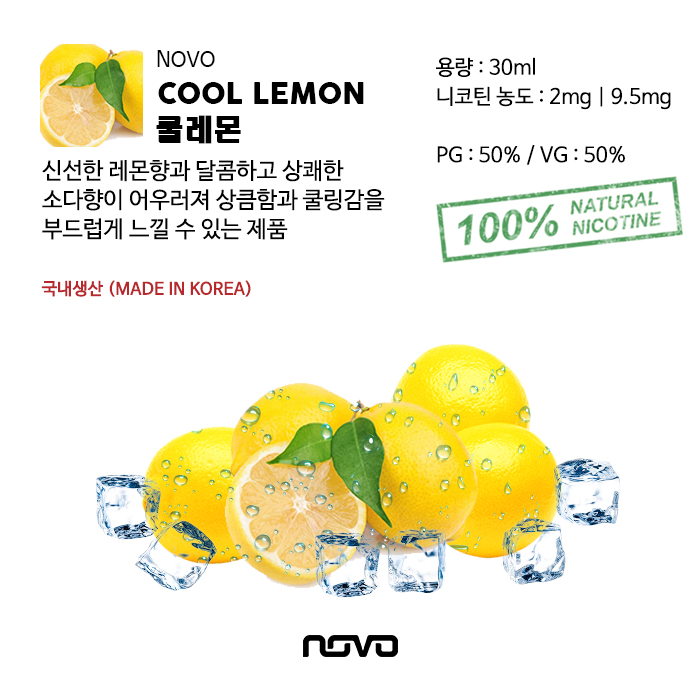 NOVO
COOL LEMON
쿨레몬
신선한 레몬향과 달콤하고 상쾌한
소다향이 어우러져 상큼함과 쿨링감을
부드럽게 느낄 수 있는 제품
국내생산 (MADE IN KOREA)
용량 : 30ml
니코틴 농도 : 2mg | 9.5mg
PG : 50% / VG : 50%
100% NATURAL NICOTINE
novo